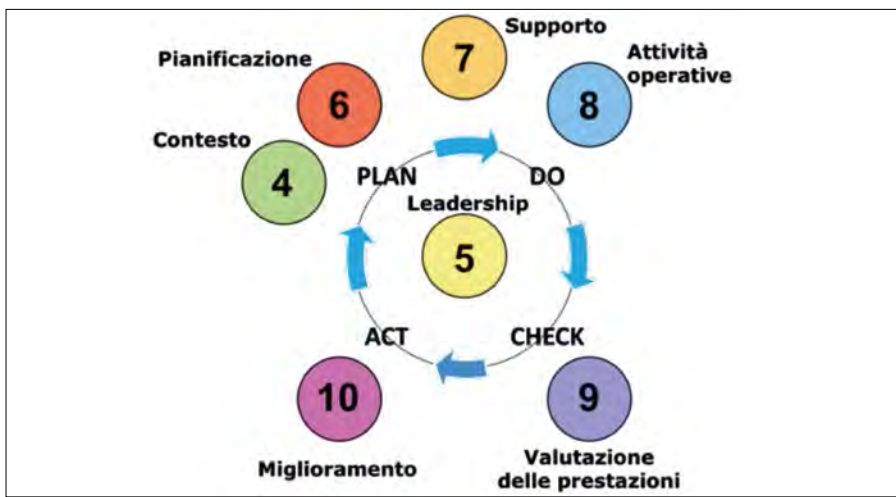 Supporto
7
Attività
operative
8
Pianificazione
6
Contesto
4
PLAN
DO
Leadership
5
ACT
CHECK
10
Miglioramento
9
Valutazione
delle prestazioni